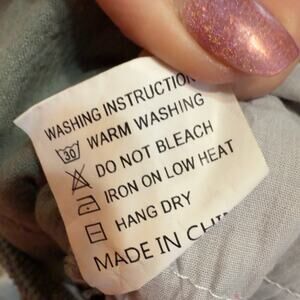 WASHING INSTRUCTION
30 WARM WASHING
DO NOT BLEACH
IRON ON LOW HEAT
HANG DRY
MADE IN